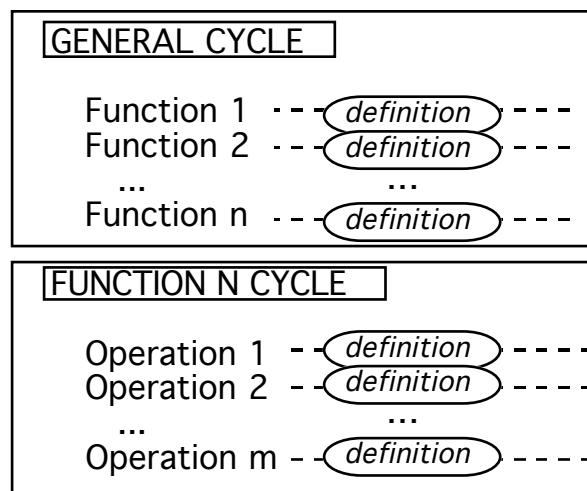 GENERAL CYCLE
Function 1 definition
Function 2 definition
... ...
Function n definition
FUNCTION N CYCLE
Operation 1 definition
Operation 2 definition
... ...
Operation m definition